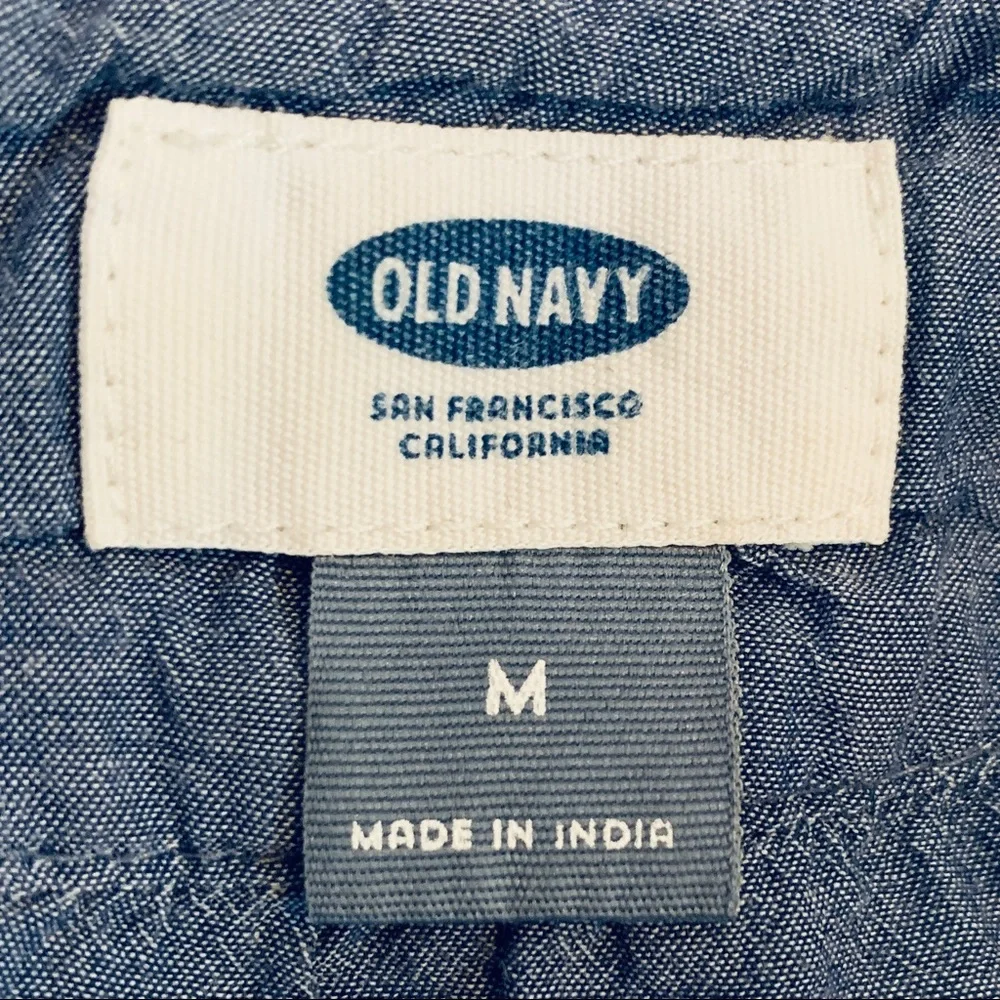 OLD NAVY
SAN FRANCISCO
CALIFORNIA
M
MADE IN INDIA